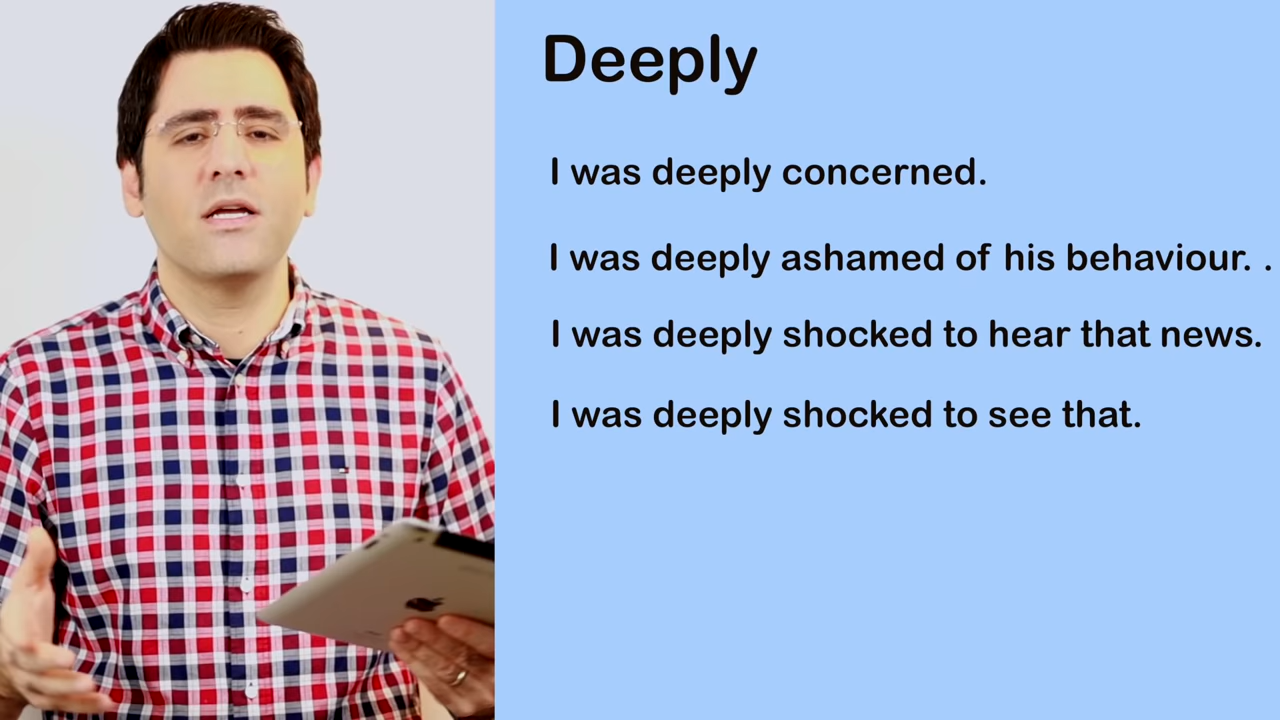 Deeply
I was deeply concerned.
I was deeply ashamed of his behaviour. .
I was deeply shocked to hear that news.
I was deeply shocked to see that.